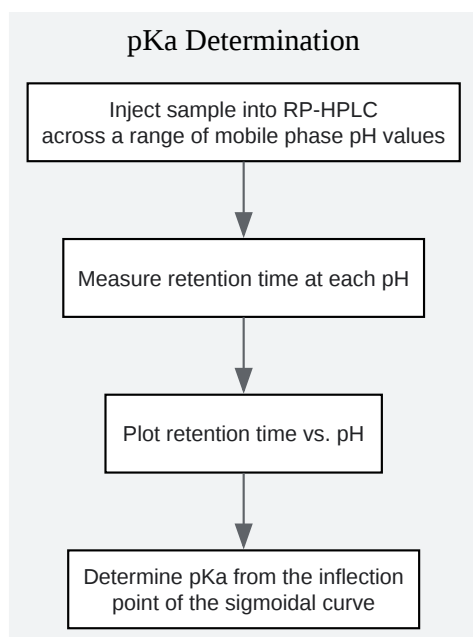 pKa Determination
Inject sample into RP-HPLC
across a range of mobile phase pH values
Measure retention time at each pH
Plot retention time vs. pH
Determine pKa from the inflection
point of the sigmoidal curve